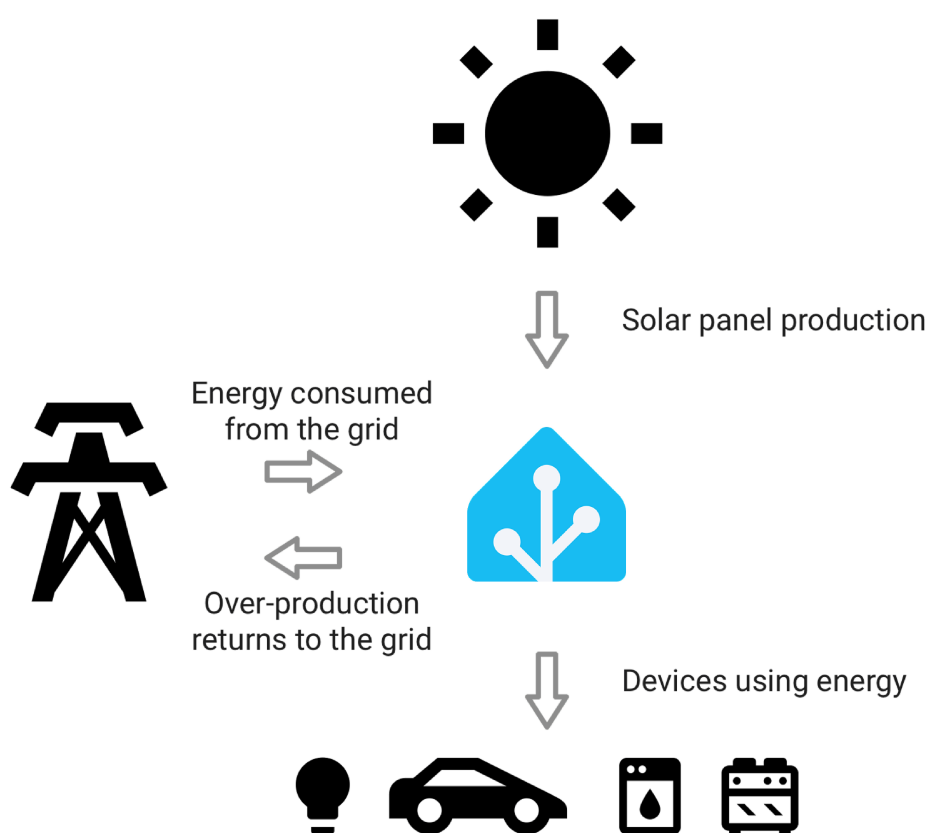 Solar panel production
Energy consumed
from the grid
Over-production
returns to the grid
Devices using energy